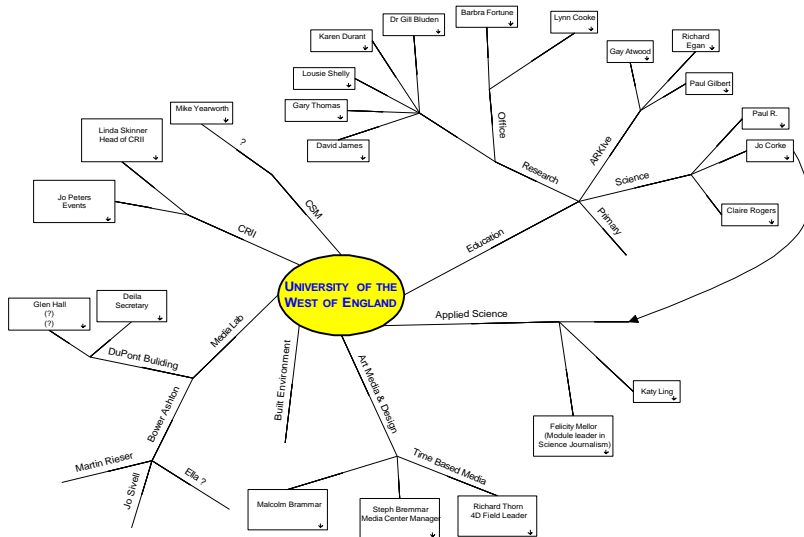 Dr Gill Bluden
Barbra Fortune
Lynn Cooke
Karen Durant
Richard
Egan
Gay Atwood
Lousie Shelly
Paul Gilbert
Mike Yearworth
Gary Thomas
Office
Paul R.
Linda Skinner
Head of CRII
?
David James
ARKIve
Jo Corke
Research
Science
Jo Peters
Events
CSM
Primary
Claire Rogers
CRII
Education
UNIVERSITY OF THE
WEST OF ENGLAND
Deila
Secretary
Glen Hall
(?)
(?)
Applied Science
Media Lab
DuPont Buliding
Built Environment
Art Media & Design
Katy Ling
Bower Ashton
Felicity Mellor
(Module leader in
Science Journalism)
Martin Rieser
Ella ?
Jo Sivell
Time Based Media
Malcolm Brammar
Steph Bremmar
Media Center Manager
Richard Thorn
4D Field Leader